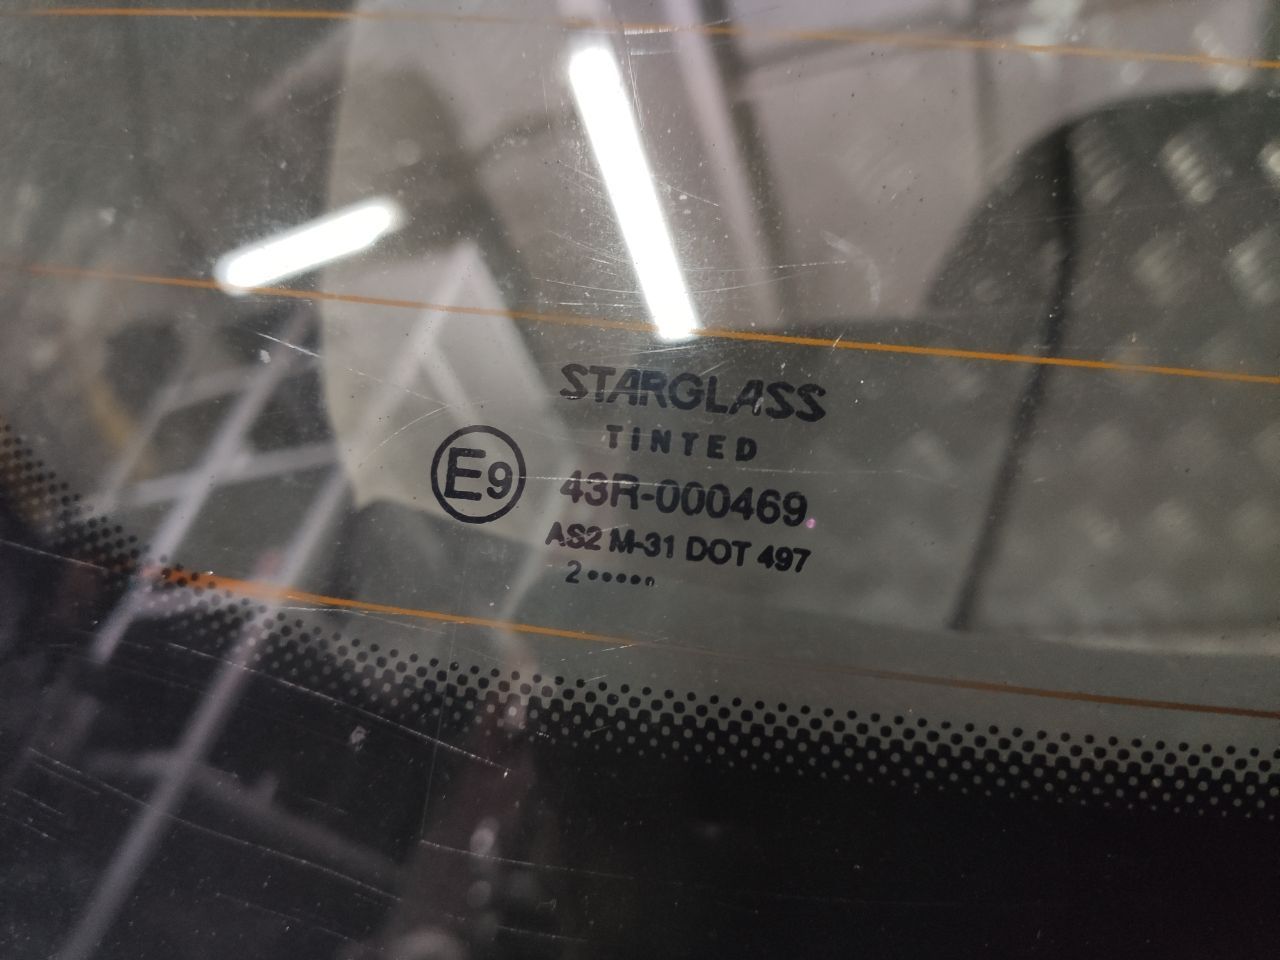 STARGLASS
TINTED
E9
43R-000469
AS2 M-31 DOT 497
2•••••